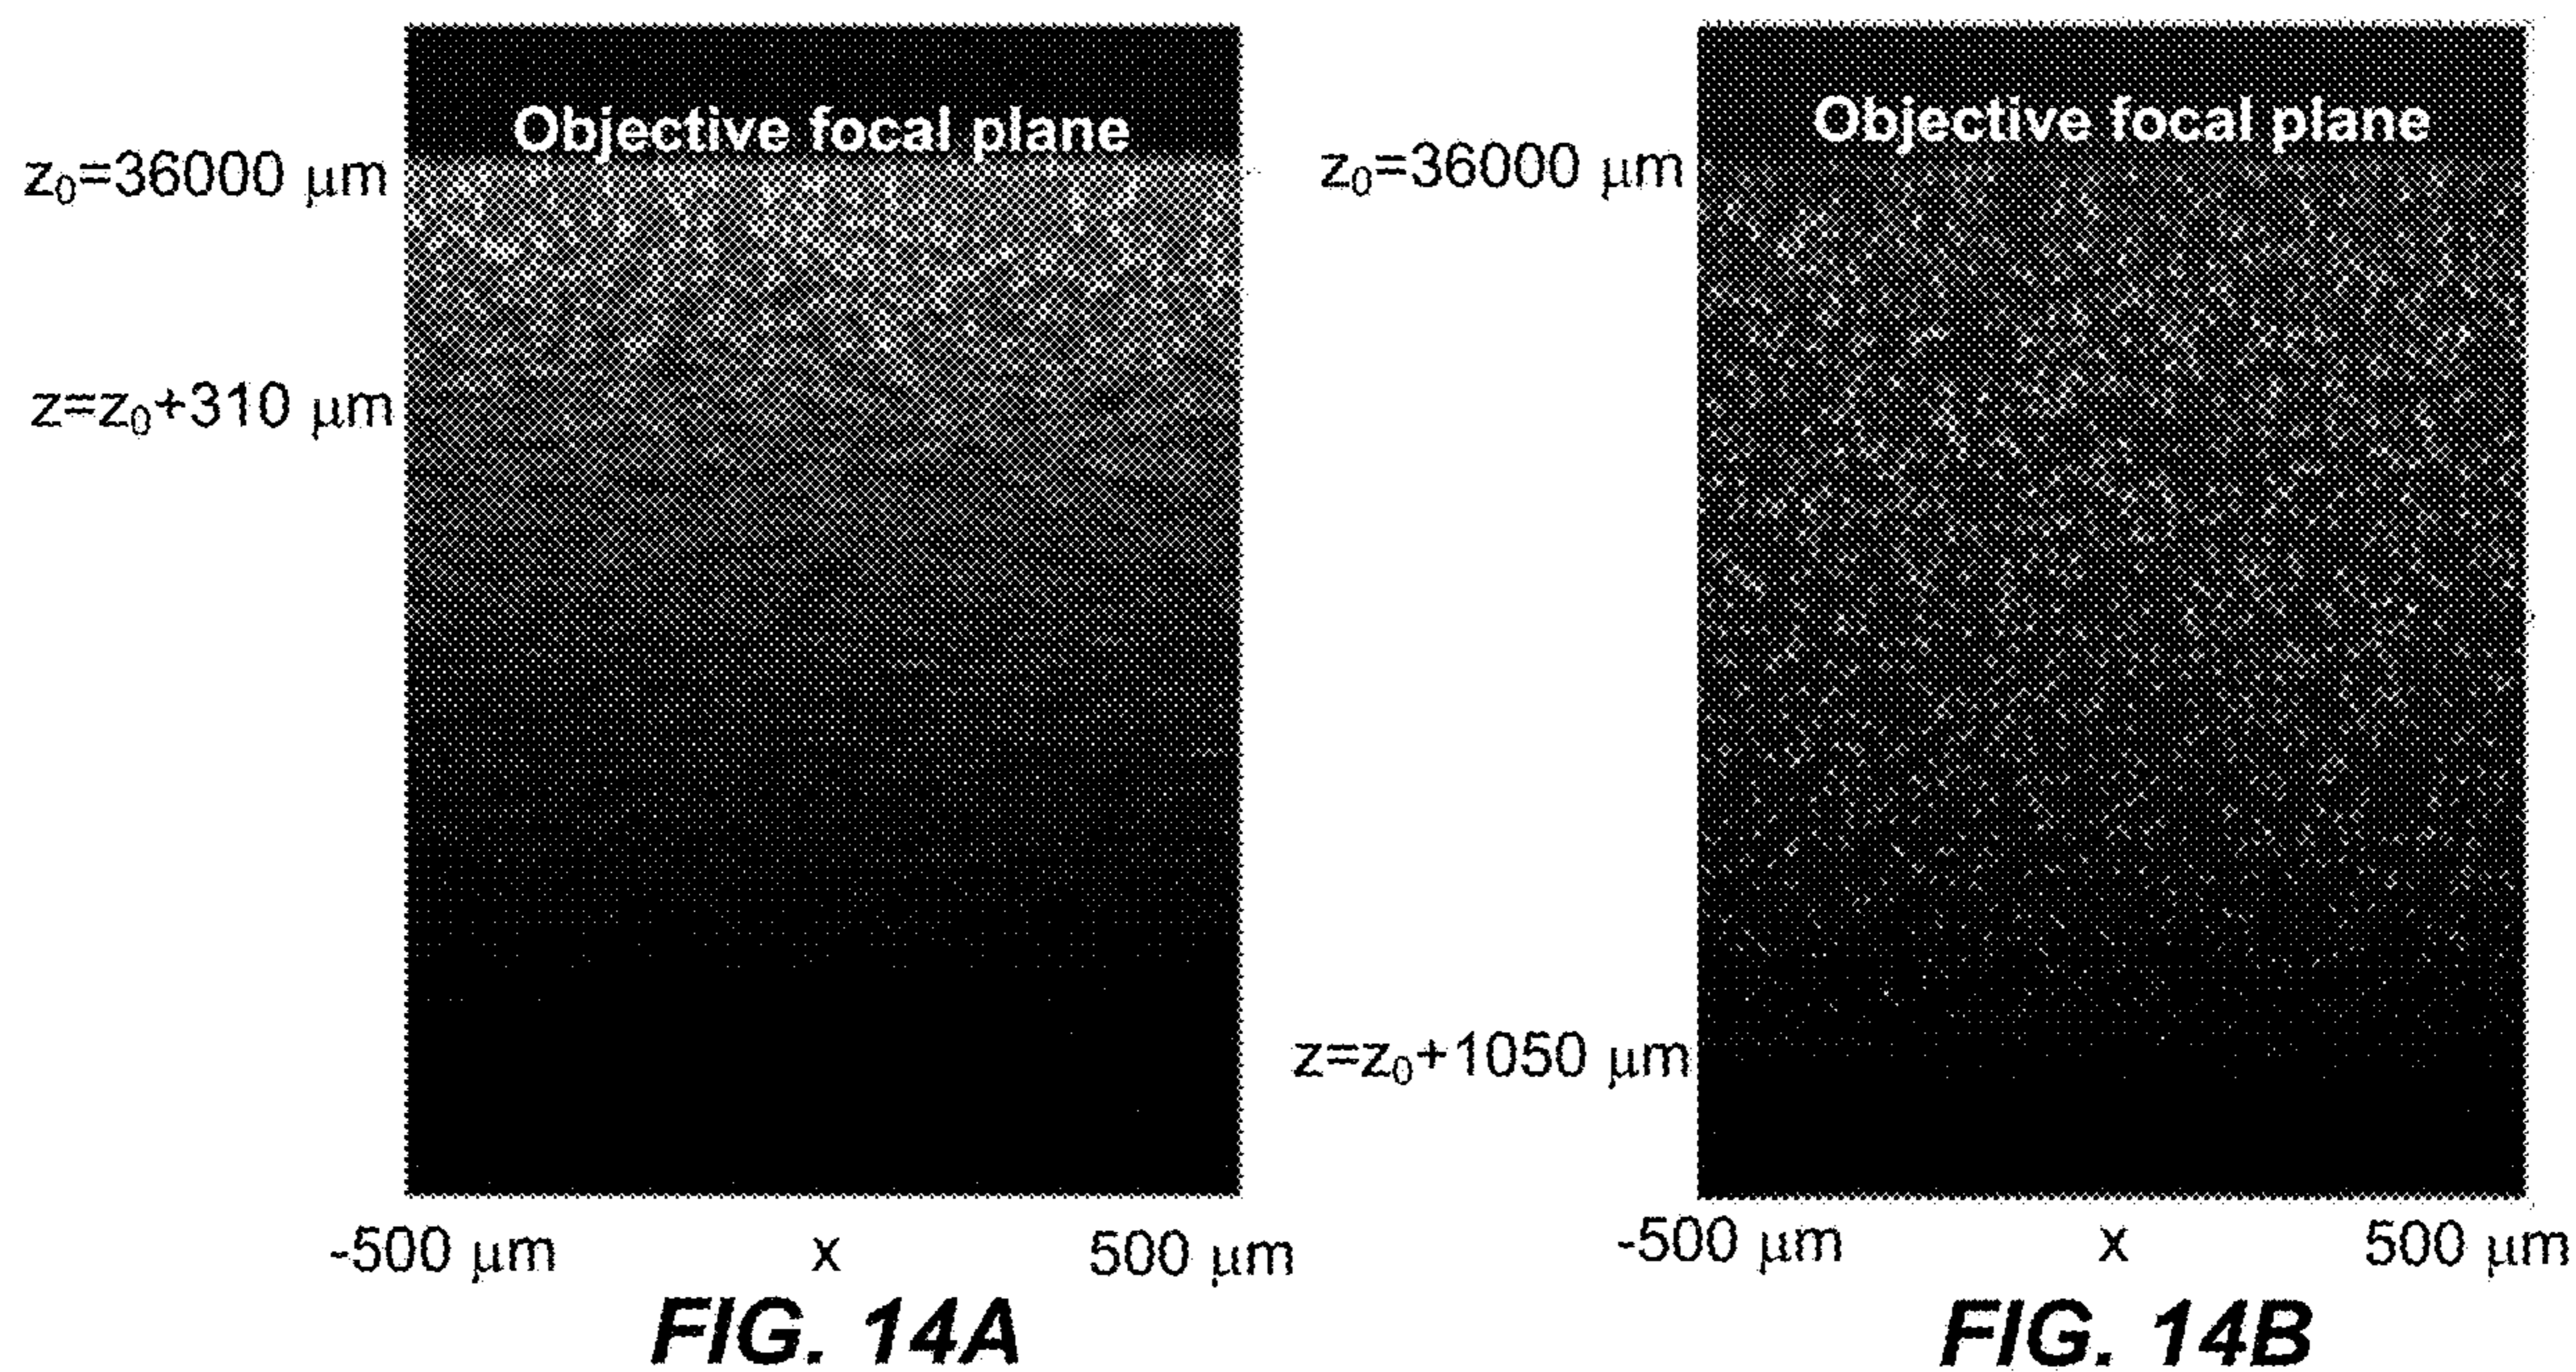 Objective focal plane
z₀=36000 μm
z=z₀+310 μm
-500 μm x 500 μm
FIG. 14A
Objective focal plane
z₀=36000 μm
z=z₀+1050 μm
-500 μm x 500 μm
FIG. 14B